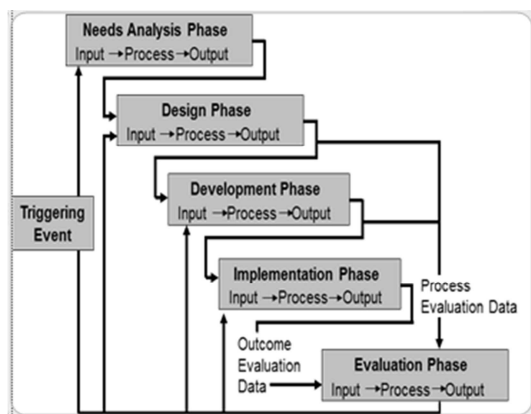 Needs Analysis Phase
Input →Process→Output
Design Phase
Input →Process→Output
Development Phase
Input →Process→Output
Triggering
Event
Implementation Phase
Input →Process→Output
Process
Evaluation Data
Outcome
Evaluation
Data
Evaluation Phase
Input →Process→Output